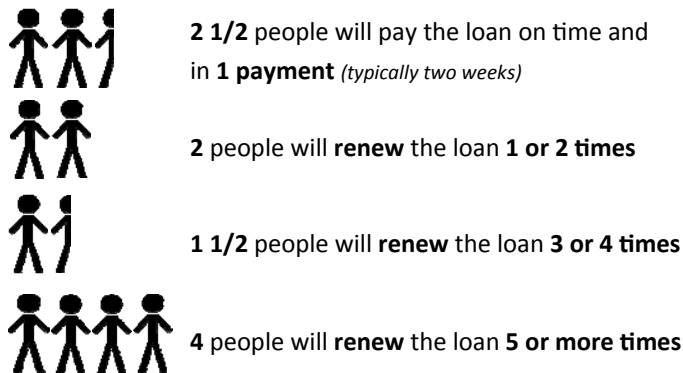 2 1/2 people will pay the loan on time and
in 1 payment (typically two weeks)
2 people will renew the loan 1 or 2 times
1 1/2 people will renew the loan 3 or 4 times
4 people will renew the loan 5 or more times